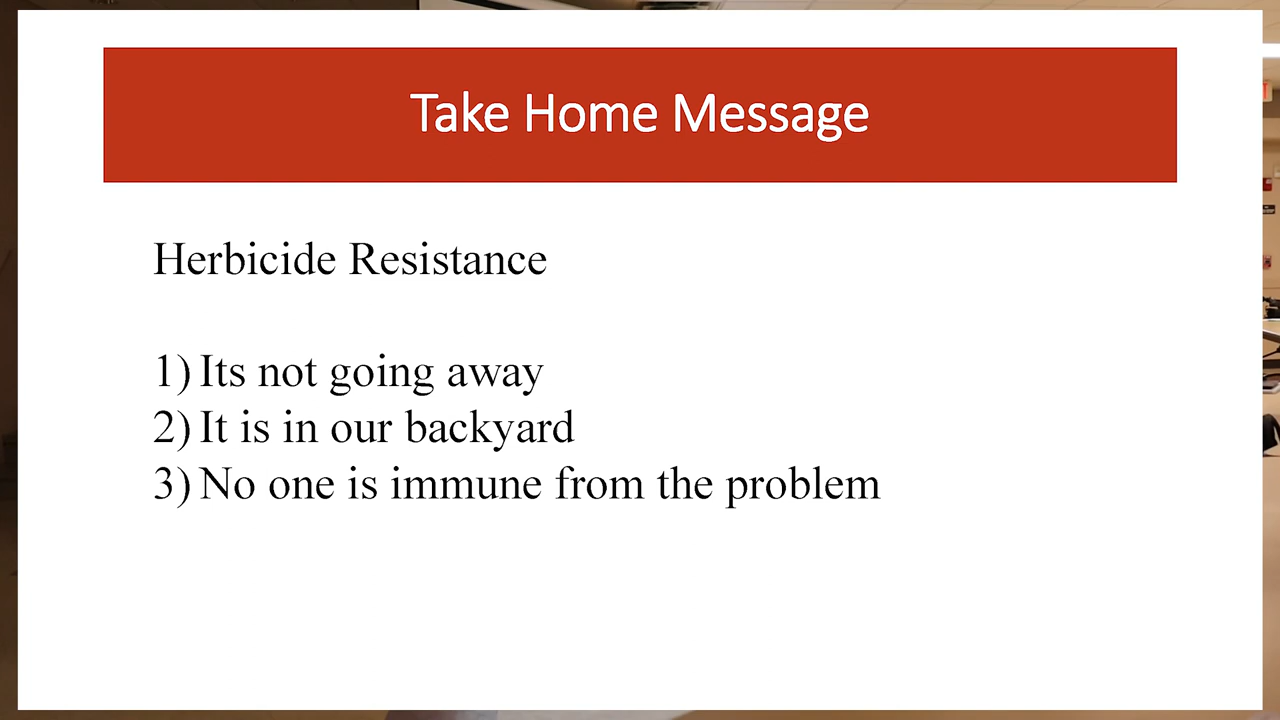 Take Home Message
Herbicide Resistance
1) Its not going away
2) It is in our backyard
3) No one is immune from the problem